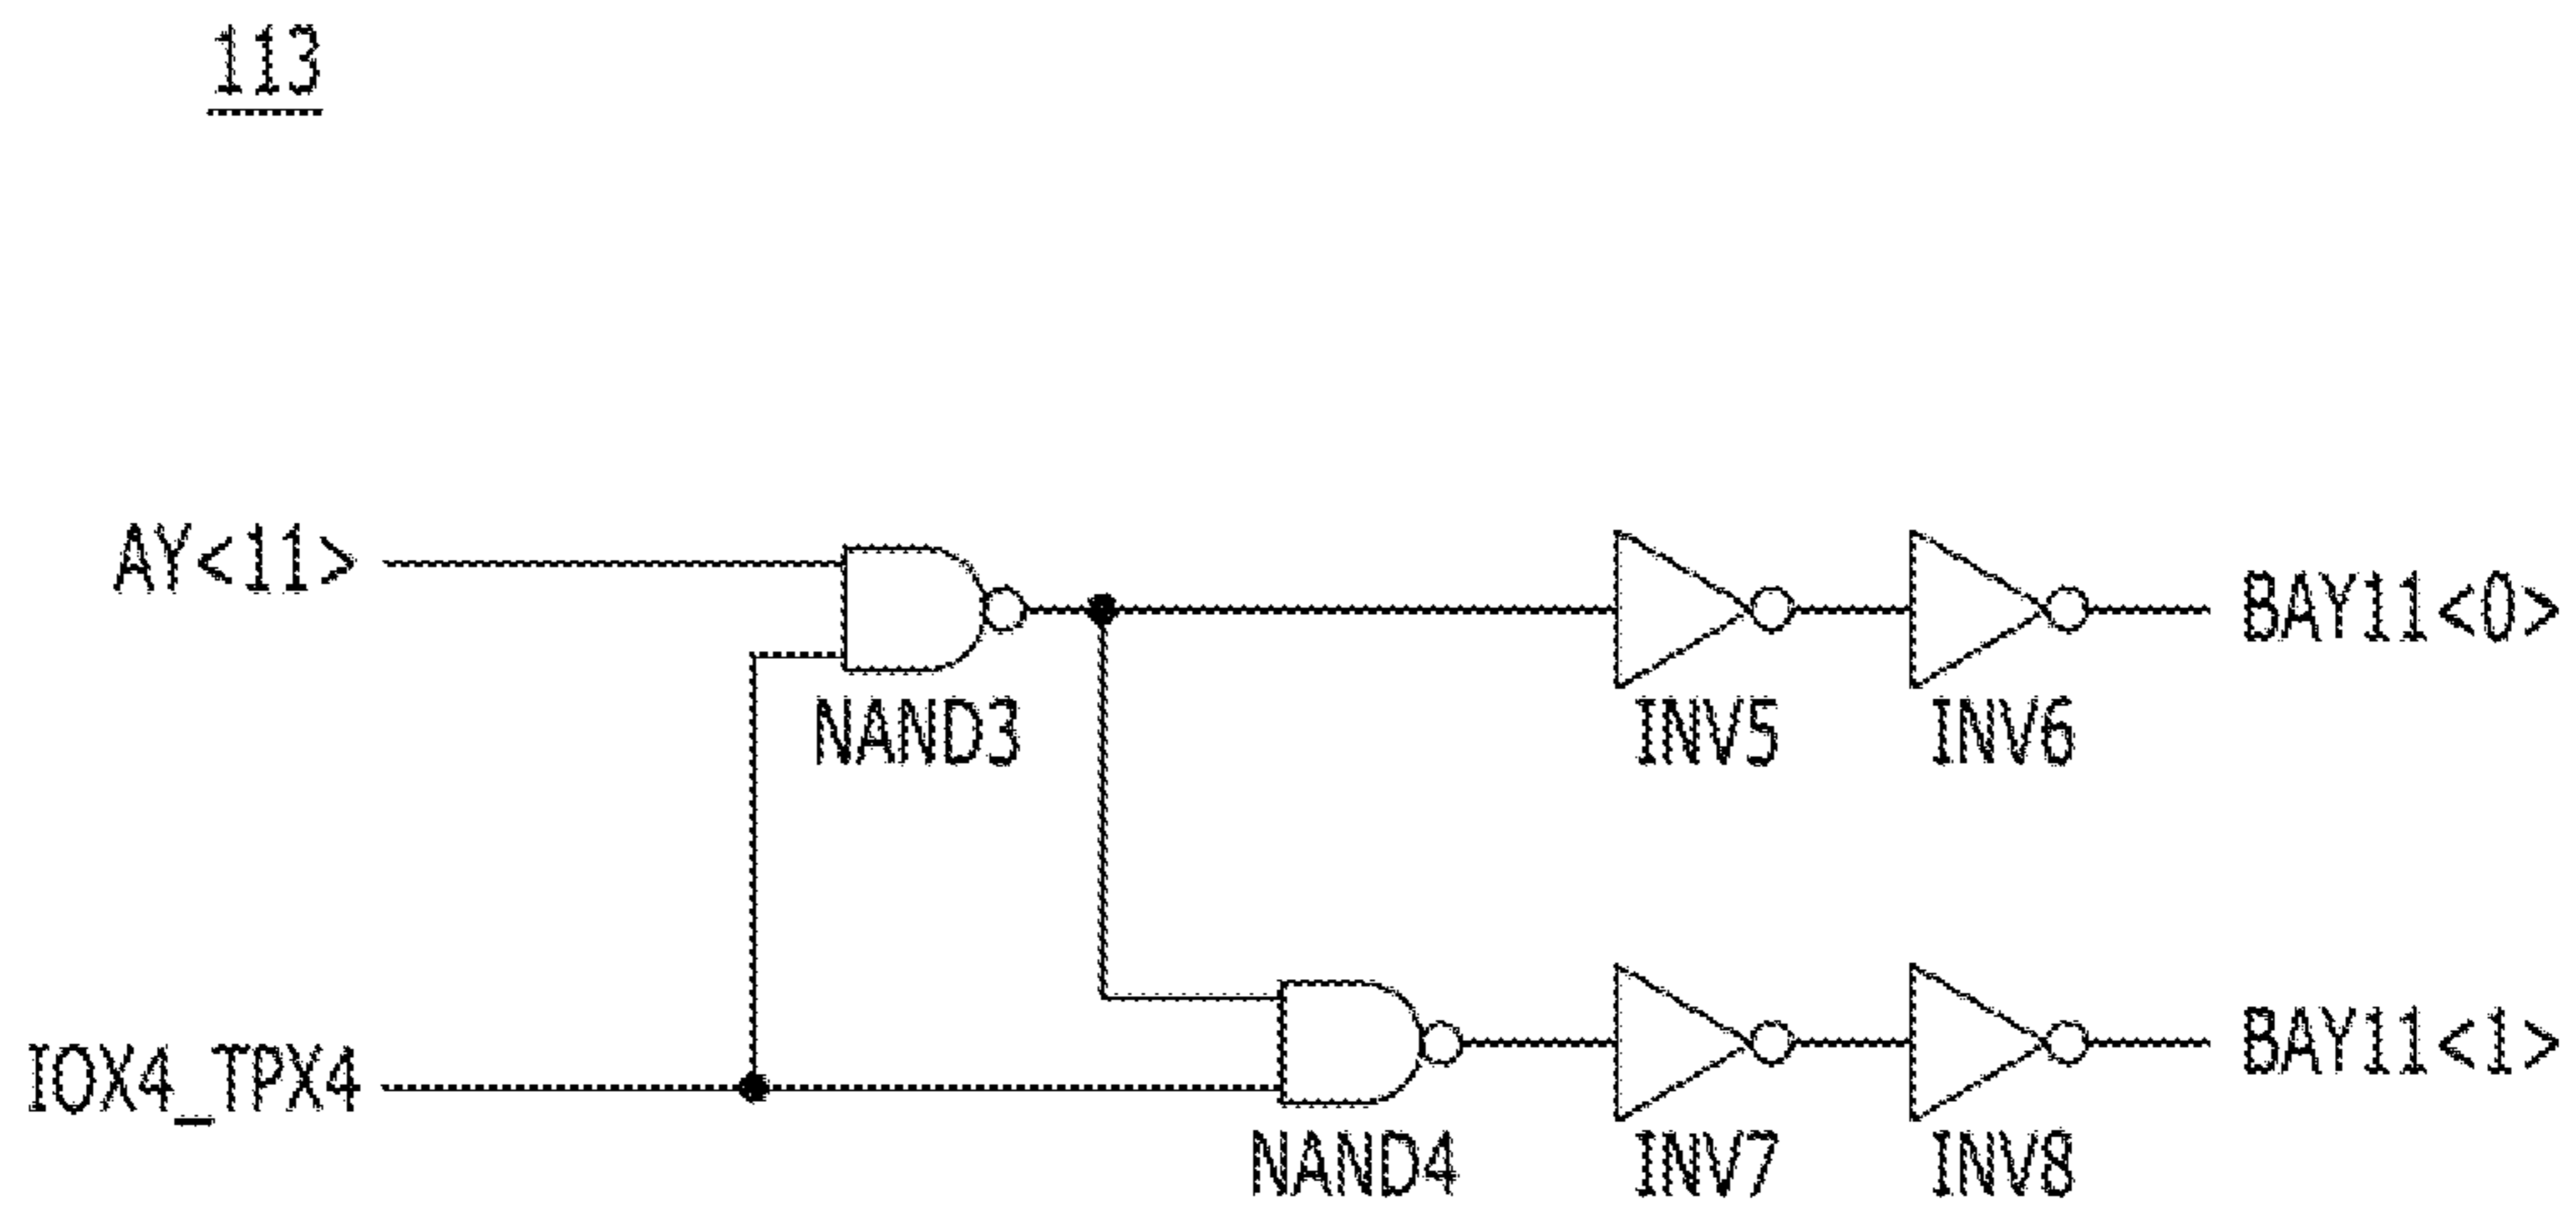 113
AY<11>
BAY11<0>
NAND3
INV5
INV6
IOX4_TPX4
BAY11<1>
NAND4
INV7
INV8